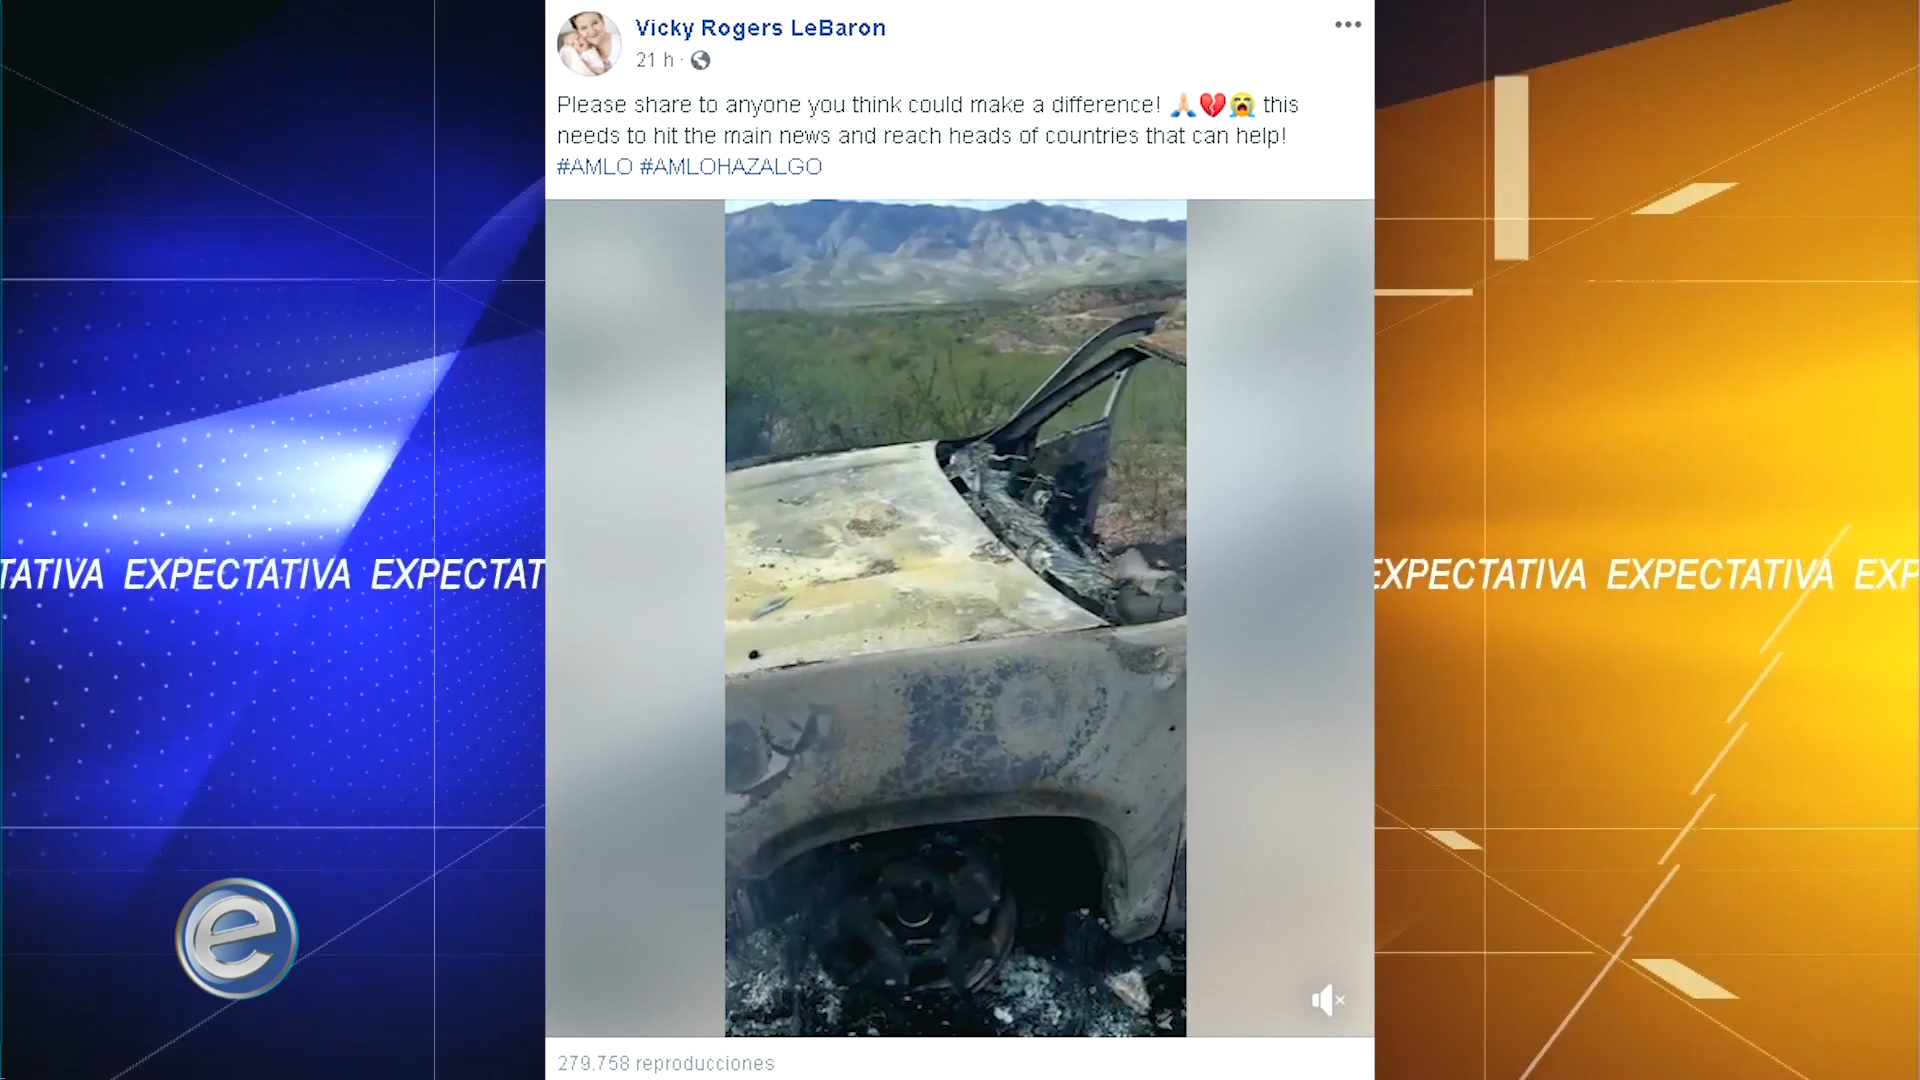 Vicky Rogers LeBaron
21 h ·
Please share to anyone you think could make a difference! 🙏🏻💔😭 this
needs to hit the main news and reach heads of countries that can help!
#AMLO #AMLOHAZALGO
TATIVA EXPECTATIVA EXPECTAT
EXPECTATIVA EXPECTATIVA EXP
e
279.758 reproducciones